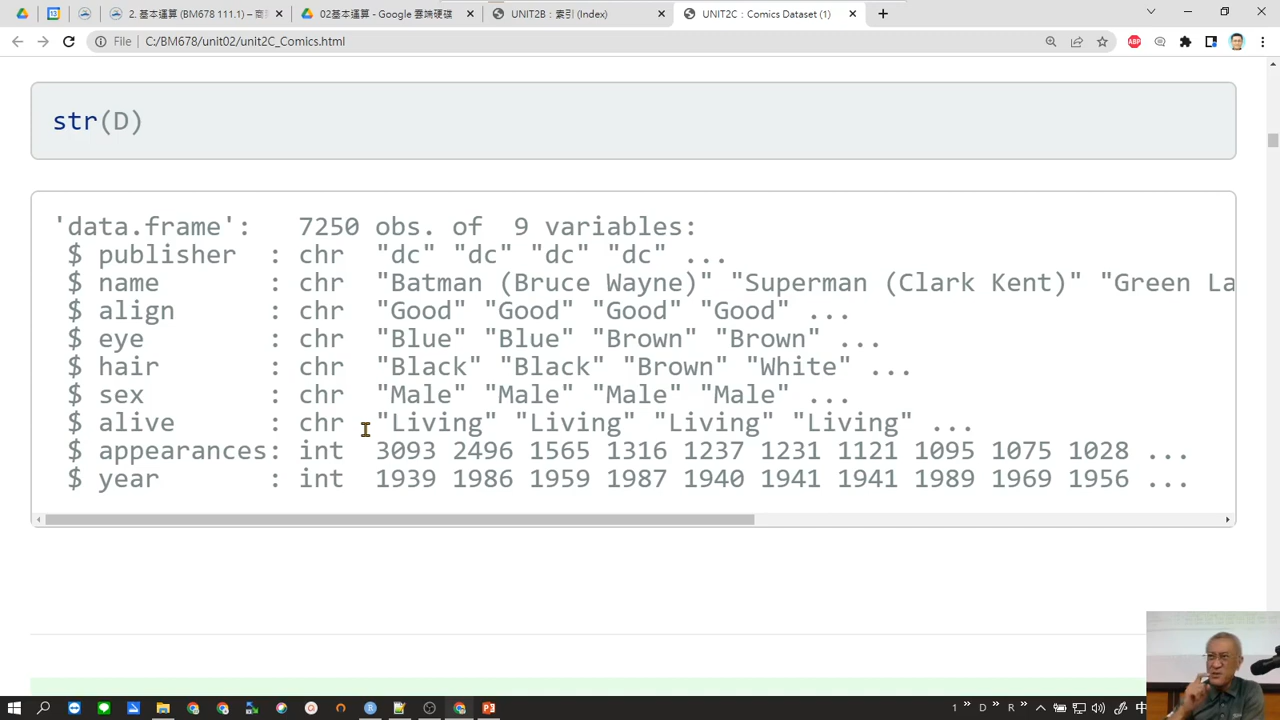 2. 基本運算 (BM678 111.1) – 商
02基本運算 - Google 雲端硬碟
UNIT2B：索引 (Index)
UNIT2C：Comics Dataset (1)
File
C:/BM678/unit02/unit2C_Comics.html
ABP
str(D)
'data.frame':   7250 obs. of  9 variables:
$ publisher  : chr  "dc" "dc" "dc" "dc" ...
$ name       : chr  "Batman (Bruce Wayne)" "Superman (Clark Kent)" "Green La
$ align      : chr  "Good" "Good" "Good" "Good" ...
$ eye        : chr  "Blue" "Blue" "Brown" "Brown" ...
$ hair       : chr  "Black" "Black" "Brown" "White" ...
$ sex        : chr  "Male" "Male" "Male" "Male" ...
$ alive      : chr  "Living" "Living" "Living" "Living" ...
$ appearances: int  3093 2496 1565 1316 1237 1231 1121 1095 1075 1028 ...
$ year       : int  1939 1986 1959 1987 1940 1941 1941 1989 1969 1956 ...
1 » D » R » 中